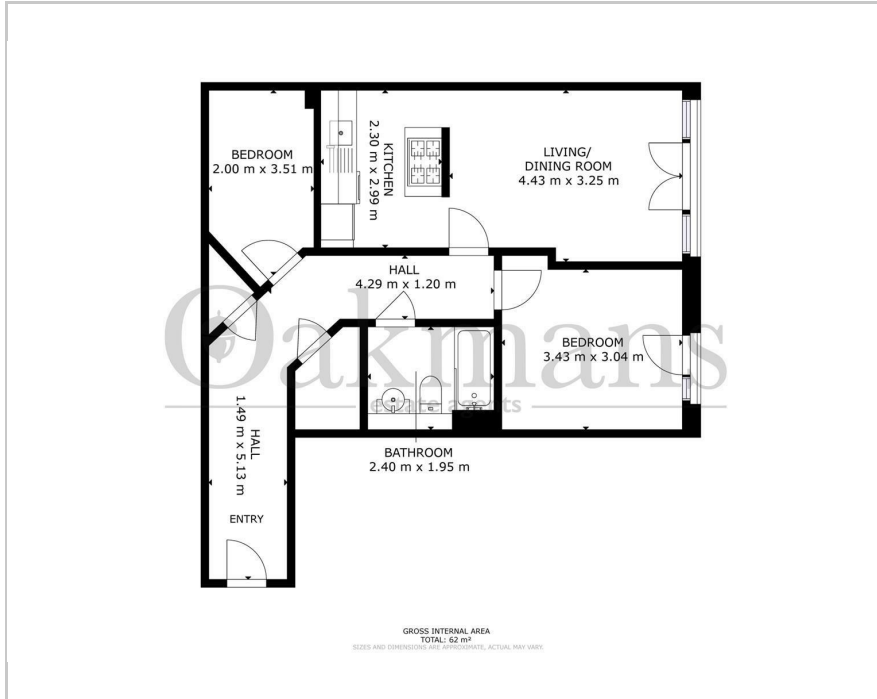 BEDROOM
2.00 m x 3.51 m
KITCHEN
2.30 m x 2.99 m
LIVING/
DINING ROOM
4.43 m x 3.25 m
HALL
4.29 m x 1.20 m
Oakmans
estate agents
BEDROOM
3.43 m x 3.04 m
HALL
1.49 m x 5.13 m
BATHROOM
2.40 m x 1.95 m
ENTRY
GROSS INTERNAL AREA
TOTAL: 62 m²
SIZES AND DIMENSIONS ARE APPROXIMATE, ACTUAL MAY VARY.